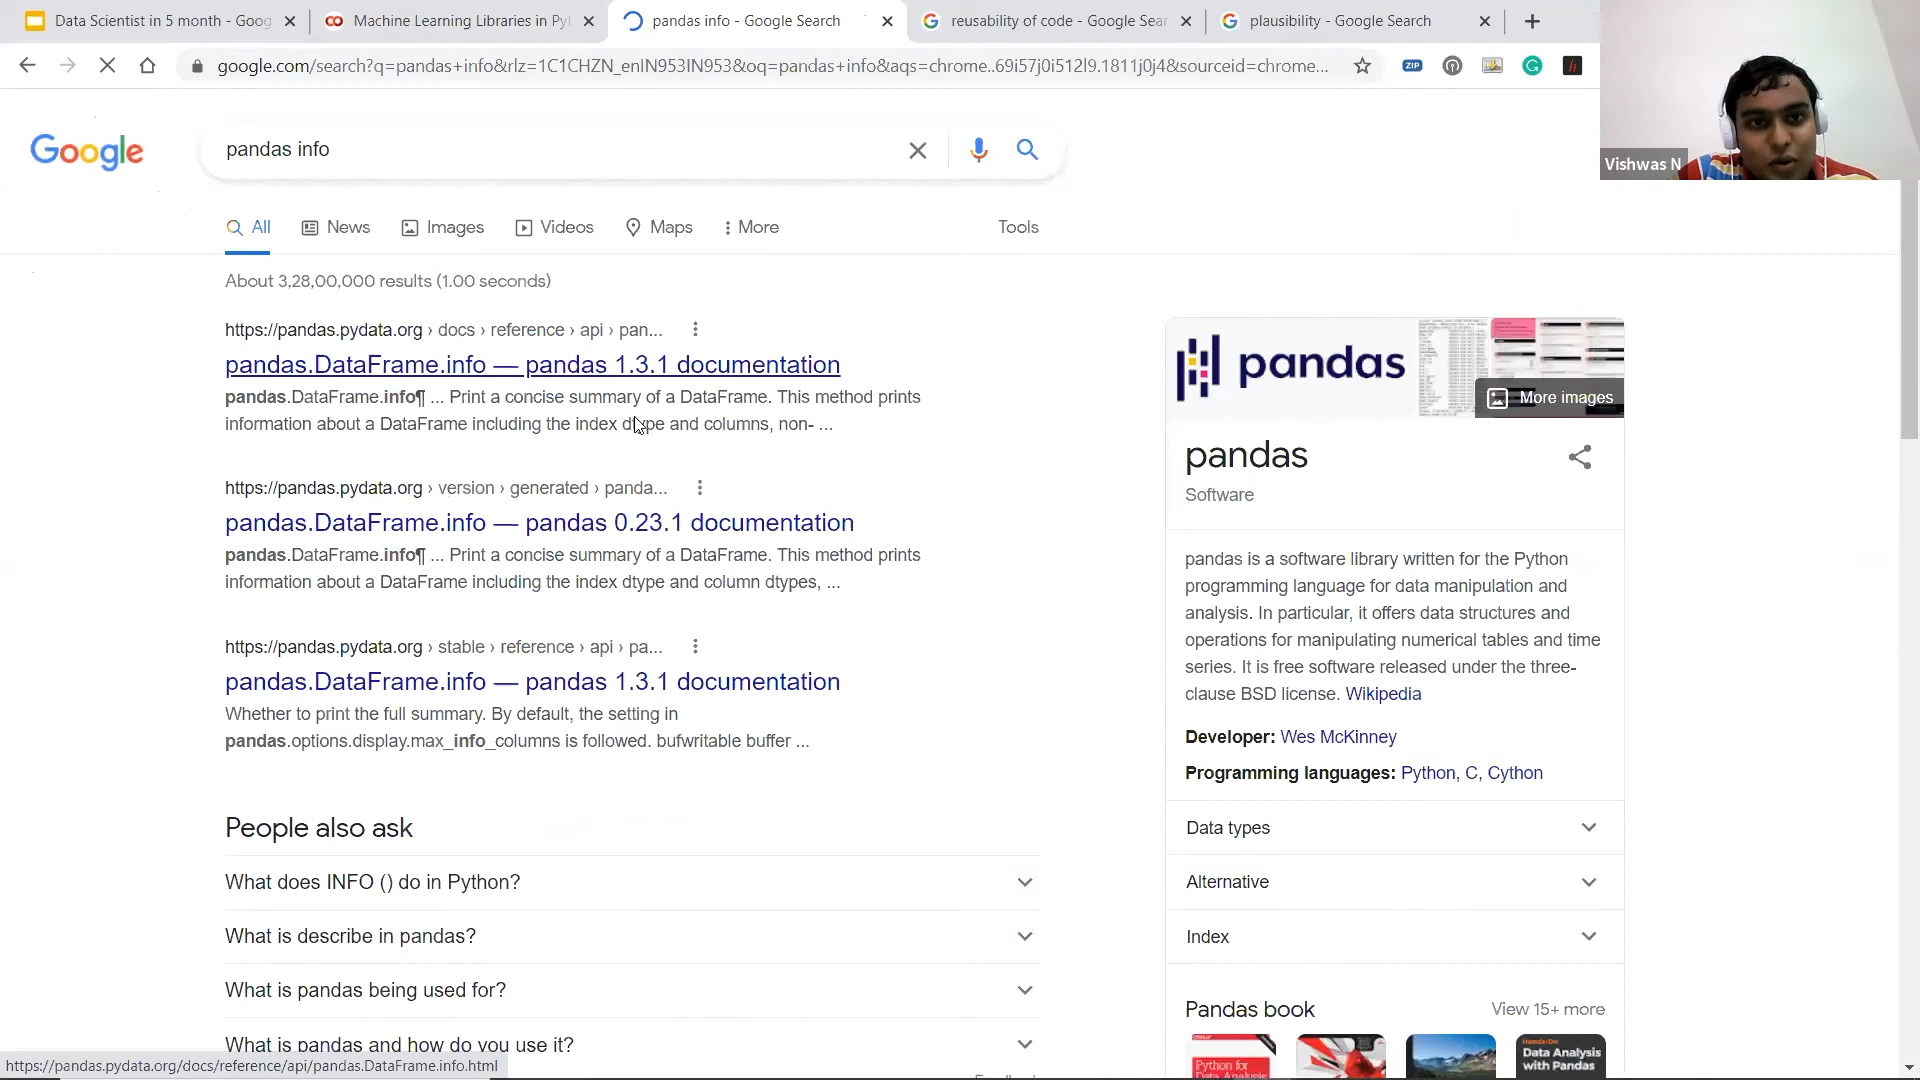 Data Scientist in 5 month - Goog
Machine Learning Libraries in Pyt
pandas info - Google Search
reusability of code - Google Sear
plausibility - Google Search
google.com/search?q=pandas+info&rlz=1C1CHZN_enIN953IN953&oq=pandas+info&aqs=chrome..69i57j0i512l9.1811j0j4&sourceid=chrome...
ZIP
Vishwas N
Google
pandas info
All
News
Images
Videos
Maps
More
Tools
About 3,28,00,000 results (1.00 seconds)
https://pandas.pydata.org › docs › reference › api › pan...
pandas.DataFrame.info — pandas 1.3.1 documentation
pandas.DataFrame.info¶ ... Print a concise summary of a DataFrame. This method prints
information about a DataFrame including the index dtype and columns, non- ...
https://pandas.pydata.org › version › generated › panda...
pandas.DataFrame.info — pandas 0.23.1 documentation
pandas.DataFrame.info¶ ... Print a concise summary of a DataFrame. This method prints
information about a DataFrame including the index dtype and column dtypes, ...
https://pandas.pydata.org › stable › reference › api › pa...
pandas.DataFrame.info — pandas 1.3.1 documentation
Whether to print the full summary. By default, the setting in
pandas.options.display.max_info_columns is followed. bufwritable buffer ...
People also ask
What does INFO () do in Python?
What is describe in pandas?
What is pandas being used for?
What is pandas and how do you use it?
https://pandas.pydata.org/docs/reference/api/pandas.DataFrame.info.html
pandas
More images
pandas
Software
pandas is a software library written for the Python
programming language for data manipulation and
analysis. In particular, it offers data structures and
operations for manipulating numerical tables and time
series. It is free software released under the three-
clause BSD license. Wikipedia
Developer: Wes McKinney
Programming languages: Python, C, Cython
Data types
Alternative
Index
Pandas book
View 15+ more
Python for
Data Analysis
with Pandas